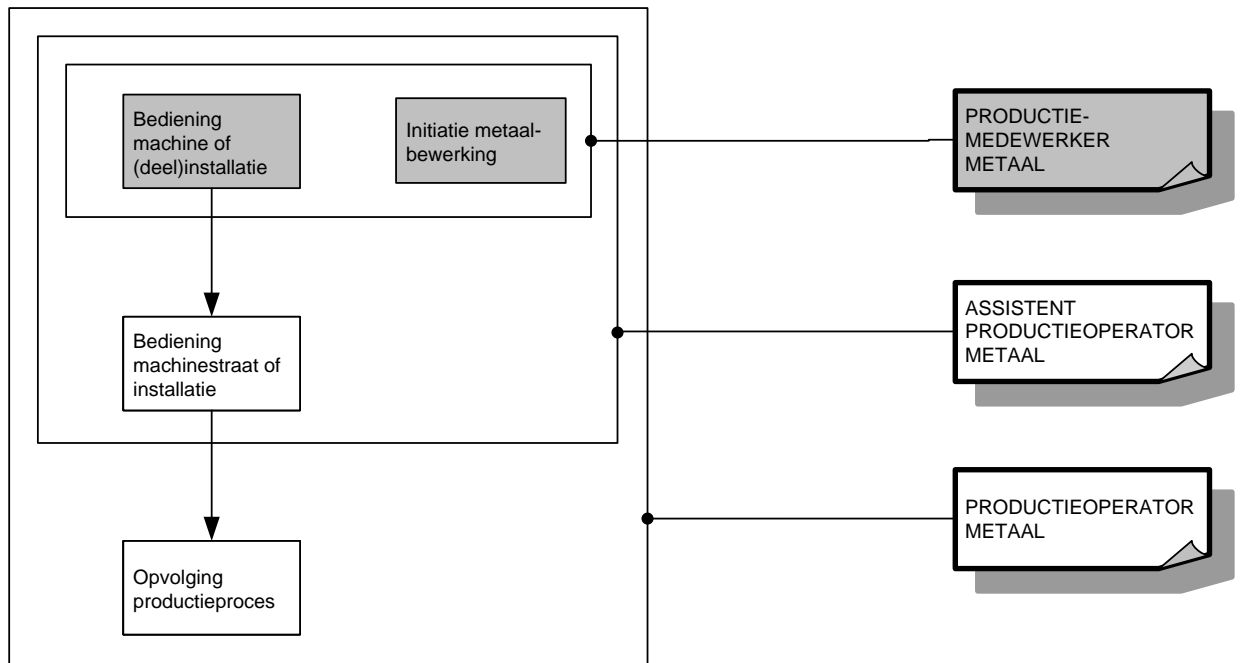 Bediening
machine of
(deel)installatie
Initiatie metaal-
bewerking
PRODUCTIE-
MEDEWERKER
METAAL
Bediening
machinestraat of
installatie
ASSISTENT
PRODUCTIEOPERATOR
METAAL
Opvolging
productieproces
PRODUCTIEOPERATOR
METAAL